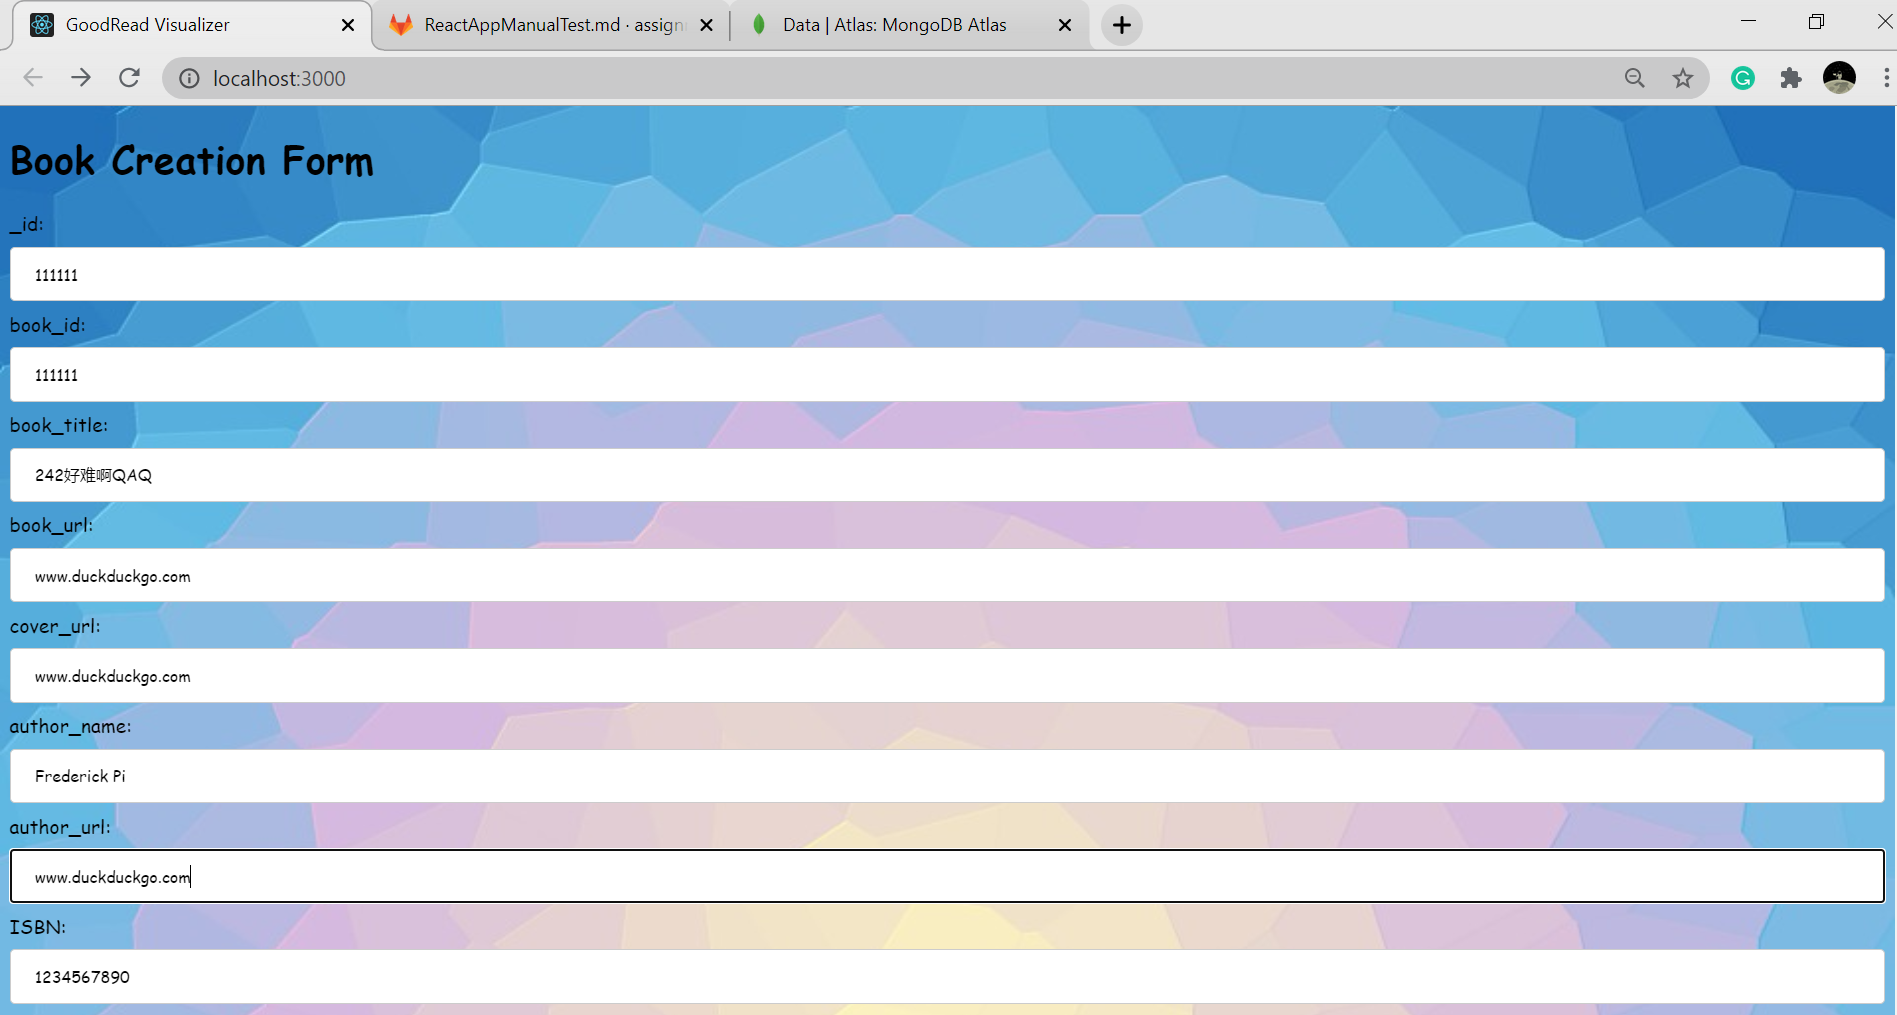 GoodRead Visualizer
ReactAppManualTest.md · assign
Data | Atlas: MongoDB Atlas
localhost:3000
Book Creation Form
_id:
111111
book_id:
111111
book_title:
242好难啊QAQ
book_url:
www.duckduckgo.com
cover_url:
www.duckduckgo.com
author_name:
Frederick Pi
author_url:
www.duckduckgo.com
ISBN:
1234567890